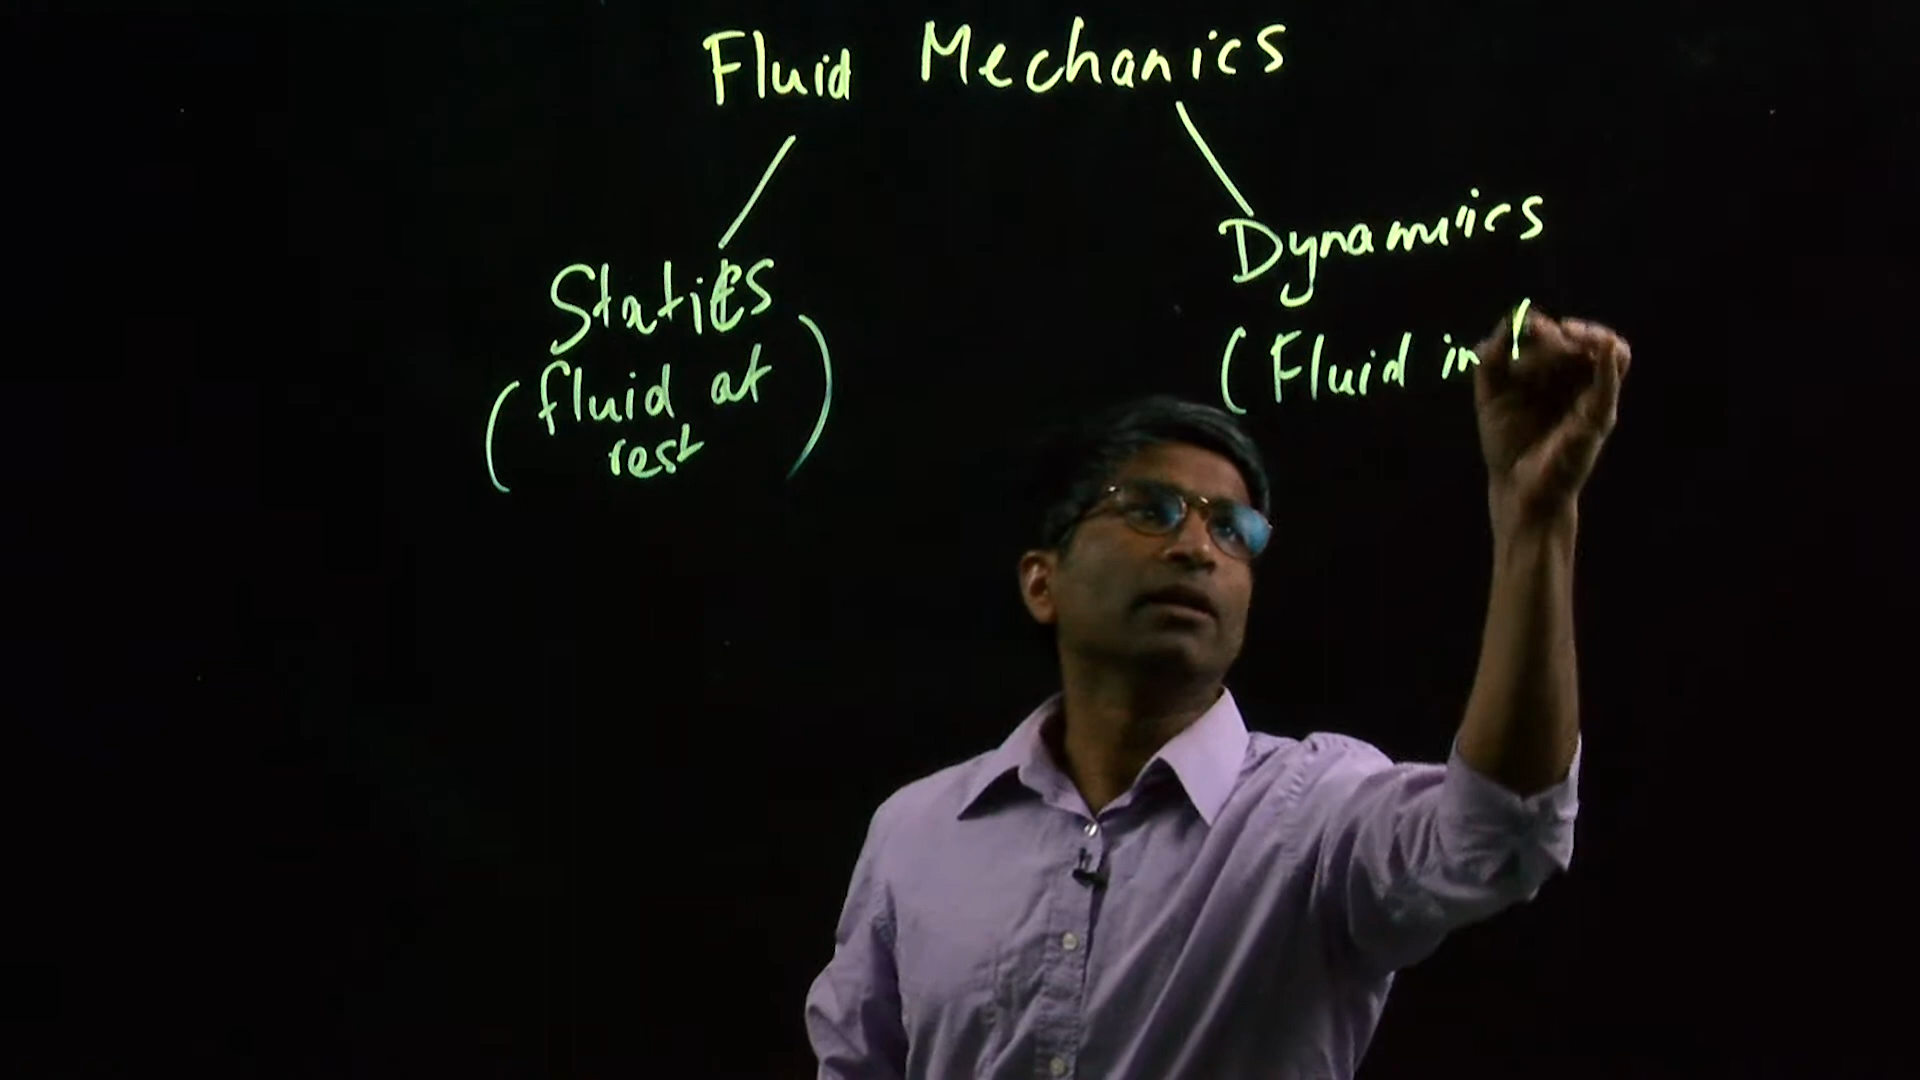 Fluid Mechanics
Statics
(fluid at
rest)
Dynamics
(Fluid in